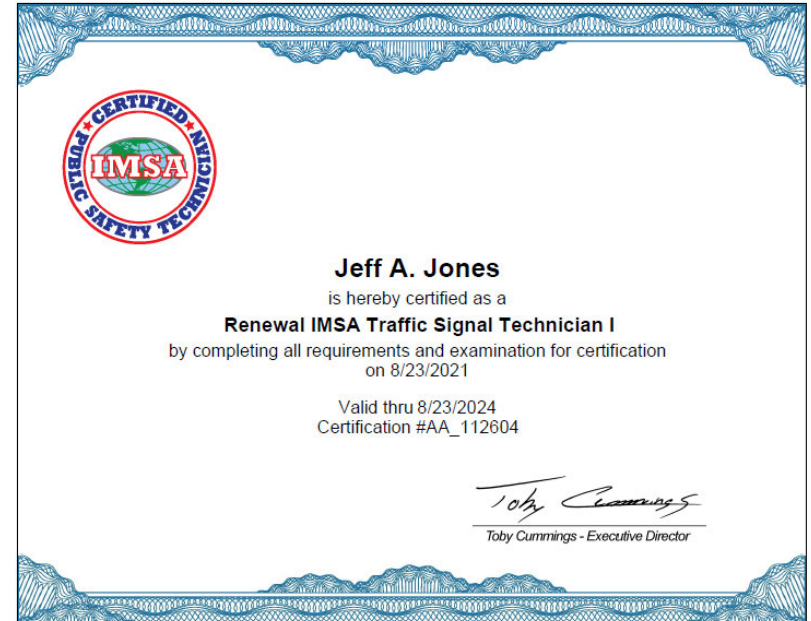 CERTIFIED
PUBLIC SAFETY TECHNICIAN
IMSA
Jeff A. Jones
is hereby certified as a
Renewal IMSA Traffic Signal Technician I
by completing all requirements and examination for certification
on 8/23/2021
Valid thru 8/23/2024
Certification #AA_112604
Toby Cummings
Toby Cummings - Executive Director